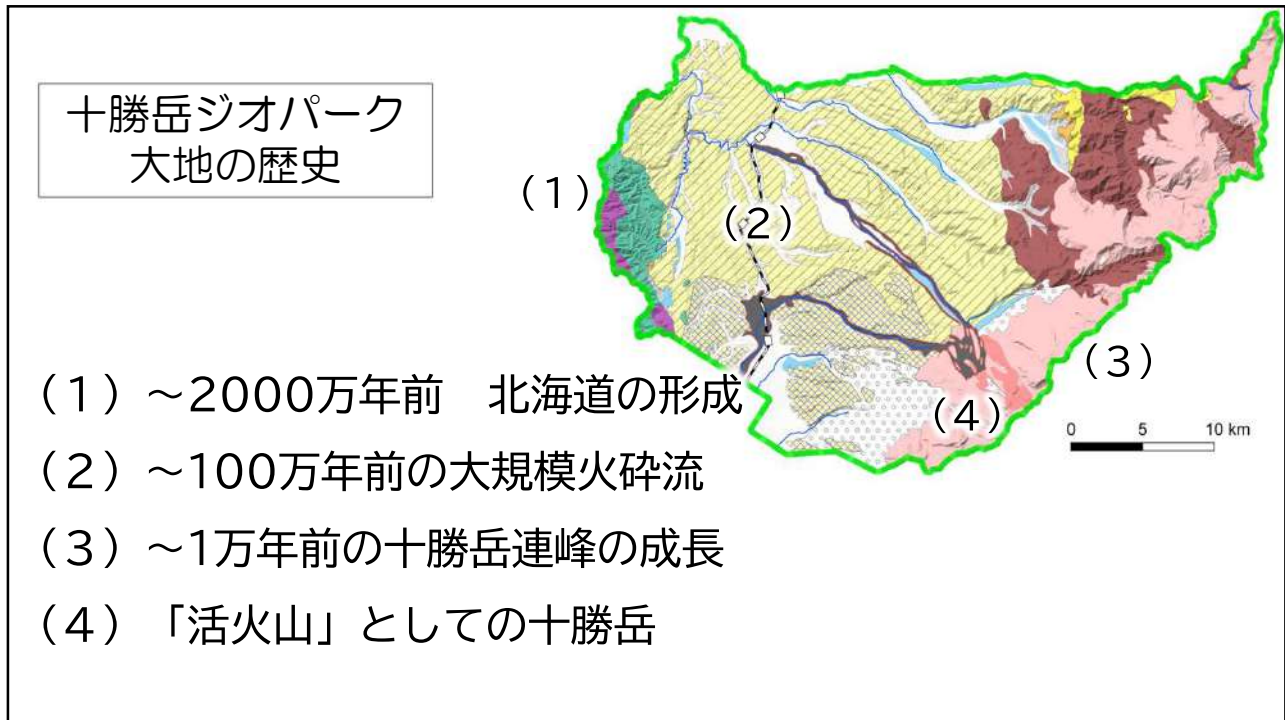 十勝岳ジオパーク
大地の歴史
（1）
（2）
（3）
（4）
0 5 10 km
（1）～2000万年前　北海道の形成
（2）～100万年前の大規模火砕流
（3）～1万年前の十勝岳連峰の成長
（4）「活火山」としての十勝岳